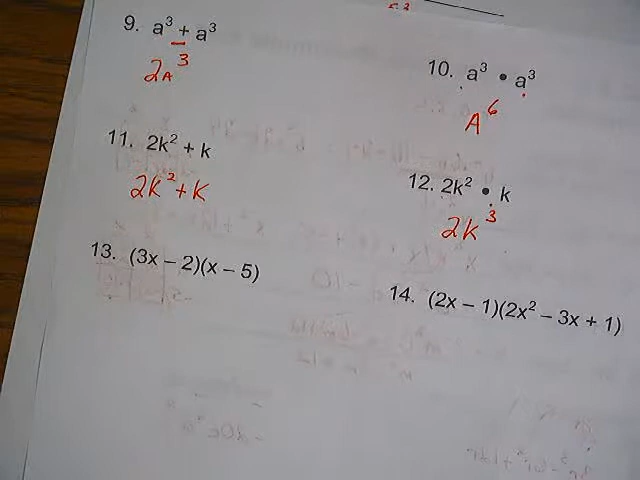 9. a³ + a³
2A³
10. a³ • a³
A⁶
11. 2k² + k
2K² + K
12. 2k² • k
2K³
13. (3x – 2)(x – 5)
14. (2x – 1)(2x² – 3x + 1)